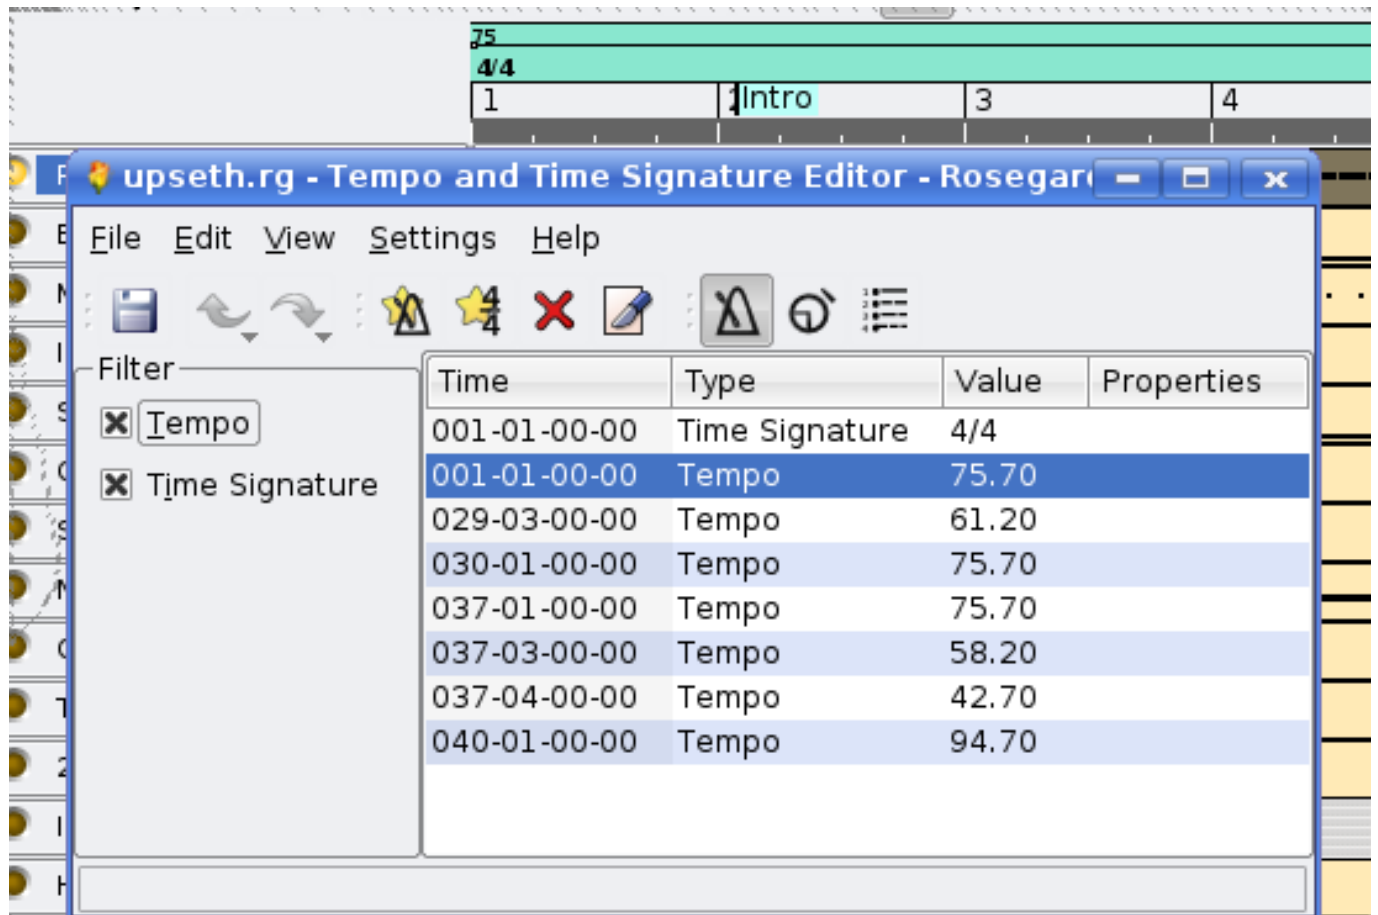 75
4/4
1
Intro
3
4
upseth.rg - Tempo and Time Signature Editor - Rosegar
File Edit View Settings Help
Filter
Tempo
Time Signature
Time Type Value Properties
001-01-00-00 Time Signature 4/4
001-01-00-00 Tempo 75.70
029-03-00-00 Tempo 61.20
030-01-00-00 Tempo 75.70
037-01-00-00 Tempo 75.70
037-03-00-00 Tempo 58.20
037-04-00-00 Tempo 42.70
040-01-00-00 Tempo 94.70